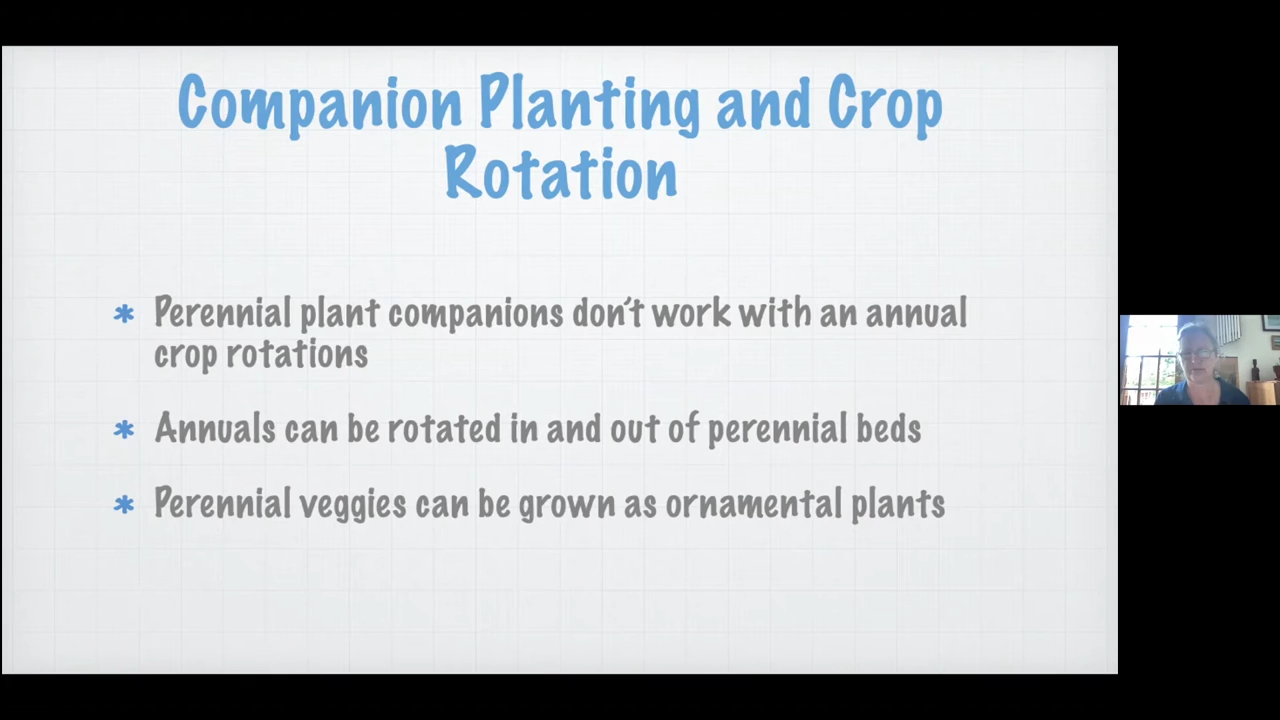 Companion Planting and Crop
Rotation
* Perennial plant companions don't work with an annual
crop rotations
* Annuals can be rotated in and out of perennial beds
* Perennial veggies can be grown as ornamental plants